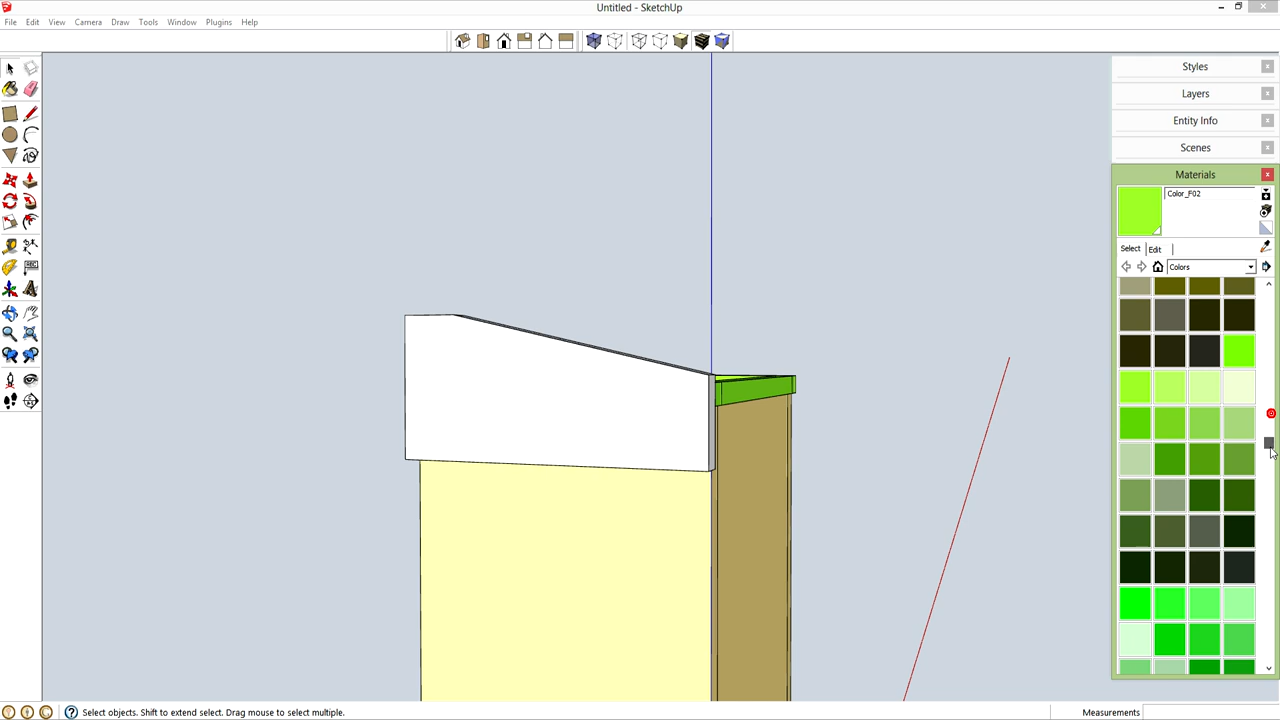 Untitled - SketchUp
File Edit View Camera Draw Tools Window Plugins Help
Styles
Layers
Entity Info
Scenes
Materials
Color_F02
Select Edit
Colors
Select objects. Shift to extend select. Drag mouse to select multiple.
Measurements